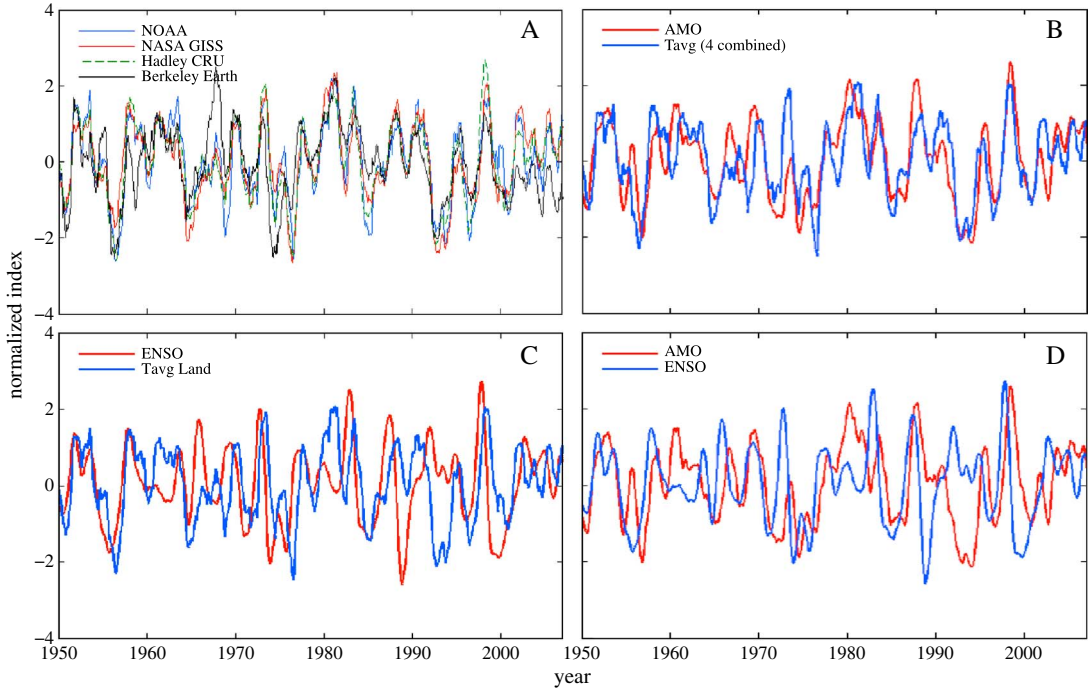 4
2
0
−2
−4
NOAA
NASA GISS
Hadley CRU
Berkeley Earth
A
AMO
Tavg (4 combined)
B
normalized index
4
2
0
−2
−4
ENSO
Tavg Land
C
AMO
ENSO
D
1950 1960 1970 1980 1990 2000 1950 1960 1970 1980 1990 2000
year